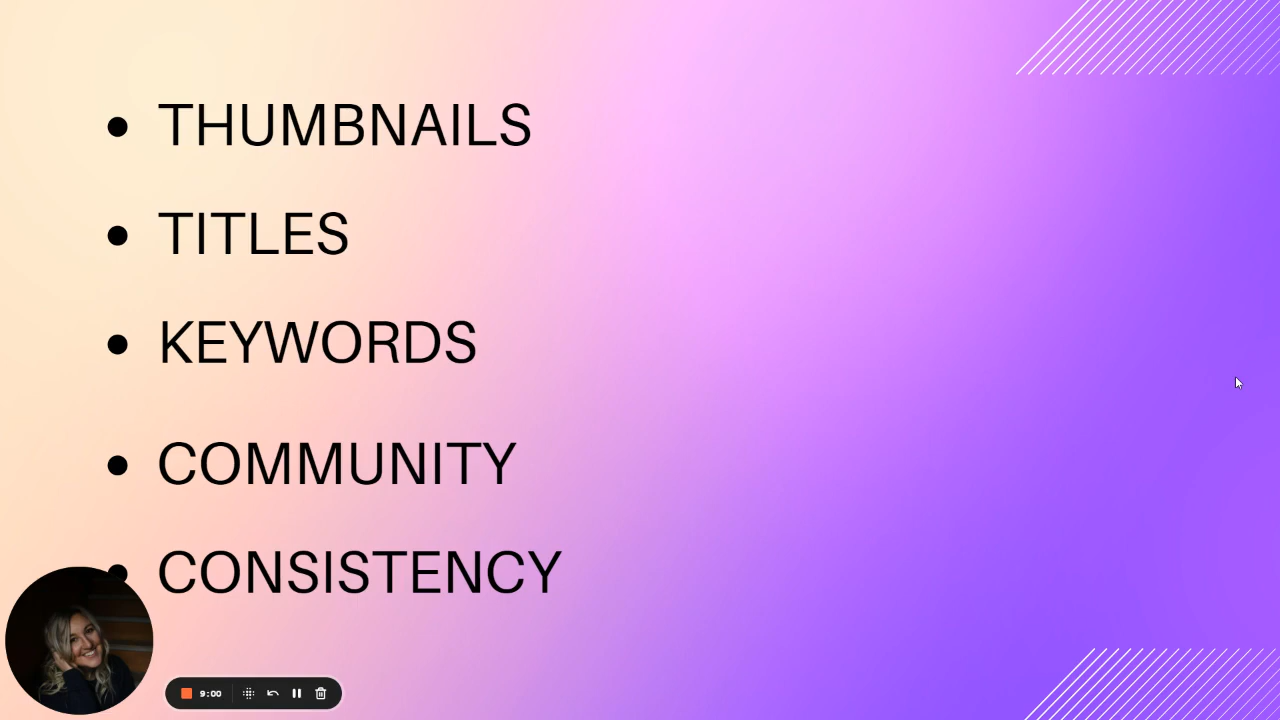 • THUMBNAILS
• TITLES
• KEYWORDS
• COMMUNITY
• CONSISTENCY
9:00